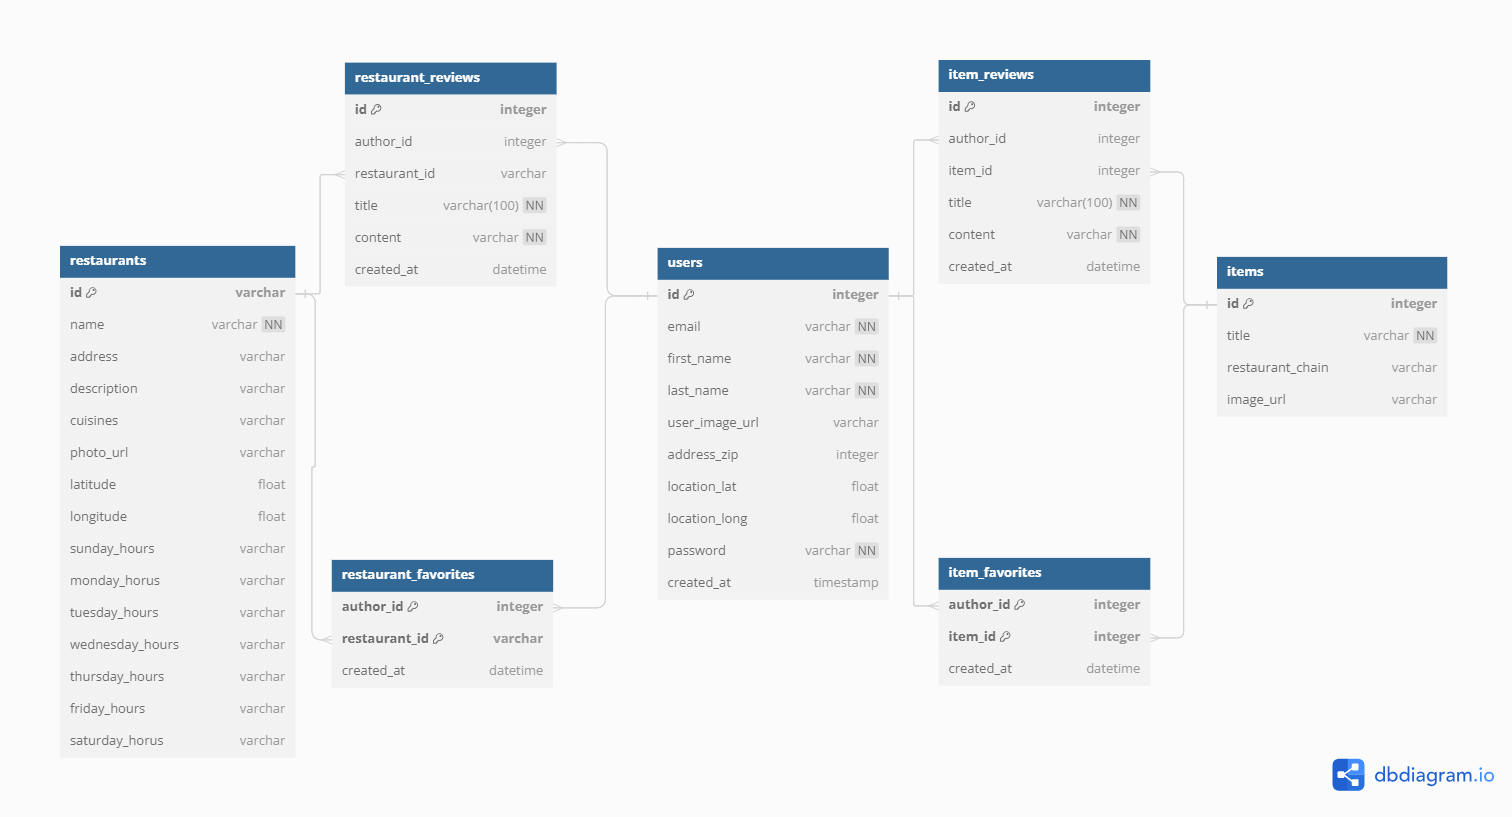 restaurant_reviews
id integer
author_id integer
restaurant_id varchar
title varchar(100) NN
content varchar NN
created_at datetime
item_reviews
id integer
author_id integer
item_id integer
title varchar(100) NN
content varchar NN
created_at datetime
restaurants
id varchar
name varchar NN
address varchar
description varchar
cuisines varchar
photo_url varchar
latitude float
longitude float
sunday_hours varchar
monday_horus varchar
tuesday_hours varchar
wednesday_hours varchar
thursday_hours varchar
friday_hours varchar
saturday_horus varchar
users
id integer
email varchar NN
first_name varchar NN
last_name varchar NN
user_image_url varchar
address_zip integer
location_lat float
location_long float
password varchar NN
created_at timestamp
items
id integer
title varchar NN
restaurant_chain varchar
image_url varchar
restaurant_favorites
author_id integer
restaurant_id varchar
created_at datetime
item_favorites
author_id integer
item_id integer
created_at datetime
dbdiagram.io